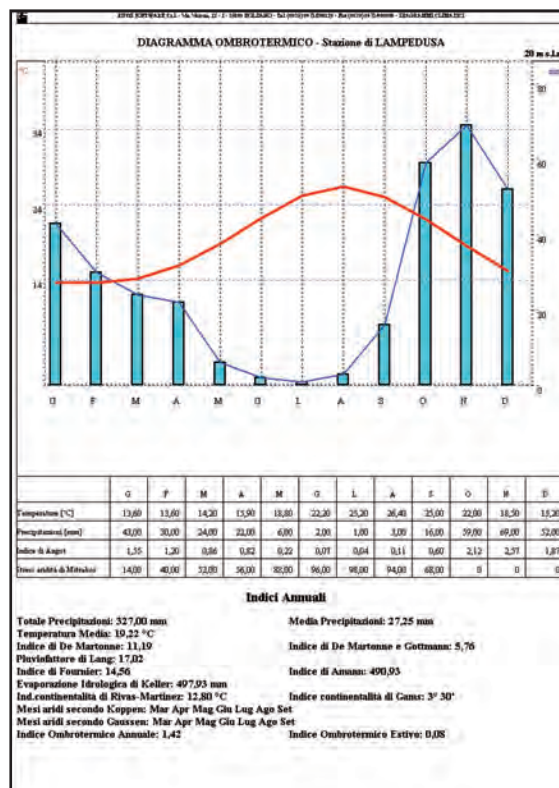 DIAGRAMMA OMBROTERMICO - Stazione di LAMPEDUSA
20 m s.l.m
°C
34
24
14
80
60
40
20
0
G F M A M G L A S O N D
G F M A M G L A S O N D
Temperature [°C] 13,60 13,60 14,20 15,90 18,80 22,20 25,20 26,40 25,00 22,00 18,50 15,20
Precipitazioni [mm] 43,00 30,00 24,00 22,00 6,00 2,00 1,00 3,00 16,00 59,00 69,00 52,00
Indice di Angot 1,55 1,20 0,86 0,82 0,22 0,07 0,04 0,11 0,60 2,12 2,57 1,87
Stress aridità di Mitrakos 14,00 40,00 52,00 56,00 88,00 96,00 98,00 94,00 68,00 0 0 0
Indici Annuali
Totale Precipitazioni: 327,00 mm Media Precipitazioni: 27,25 mm
Temperatura Media: 19,22 °C
Indice di De Martonne: 11,19 Indice di De Martonne e Gottmann: 5,76
Pluviofattore di Lang: 17,02
Indice di Fournier: 14,56 Indice di Amann: 490,93
Evaporazione Idrologica di Keller: 497,93 mm
Ind.continentalità di Rivas-Martinez: 12,80 °C Indice continentalità di Gams: 3° 30'
Mesi aridi secondo Koppen: Mar Apr Mag Giu Lug Ago Set
Mesi aridi secondo Gaussen: Mar Apr Mag Giu Lug Ago Set
Indice Ombrotermico Annuale: 1,42 Indice Ombrotermico Estivo: 0,08